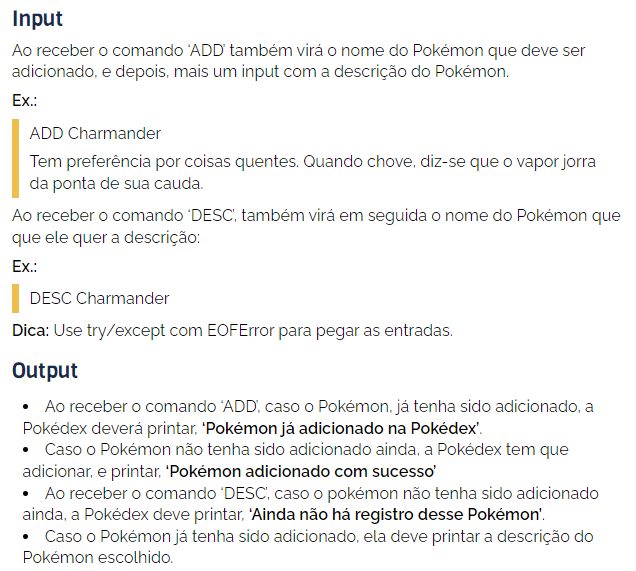 Input
Ao receber o comando ‘ADD’ também virá o nome do Pokémon que deve ser
adicionado, e depois, mais um input com a descrição do Pokémon.
Ex.:
ADD Charmander
Tem preferência por coisas quentes. Quando chove, diz-se que o vapor jorra
da ponta de sua cauda.
Ao receber o comando ‘DESC’, também virá em seguida o nome do Pokémon que
que ele quer a descrição:
Ex.:
DESC Charmander
Dica: Use try/except com EOFError para pegar as entradas.
Output
• Ao receber o comando ‘ADD’, caso o Pokémon, já tenha sido adicionado, a
Pokédex deverá printar, ‘Pokémon já adicionado na Pokédex’.
• Caso o Pokémon não tenha sido adicionado ainda, a Pokédex tem que
adicionar, e printar, ‘Pokémon adicionado com sucesso’
• Ao receber o comando ‘DESC’, caso o pokémon não tenha sido adicionado
ainda, a Pokédex deve printar, ‘Ainda não há registro desse Pokémon’.
• Caso o Pokémon já tenha sido adicionado, ela deve printar a descrição do
Pokémon escolhido.